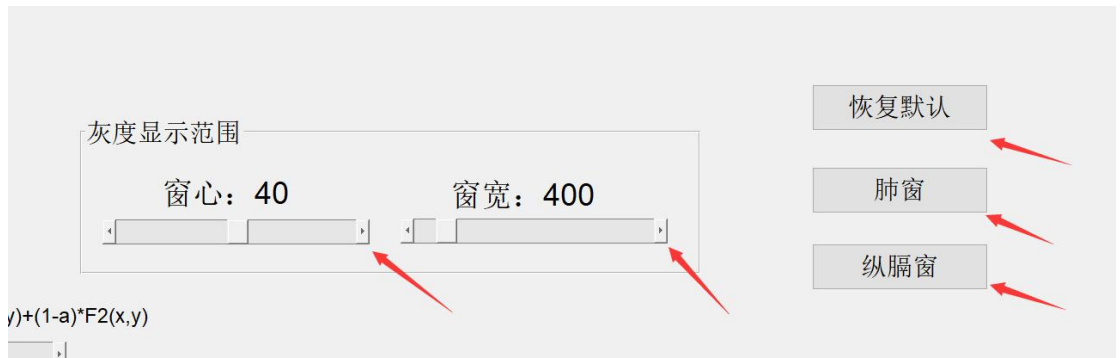 恢复默认
灰度显示范围
窗心：40
窗宽：400
肺窗
纵膈窗
y)+(1-a)*F2(x,y)